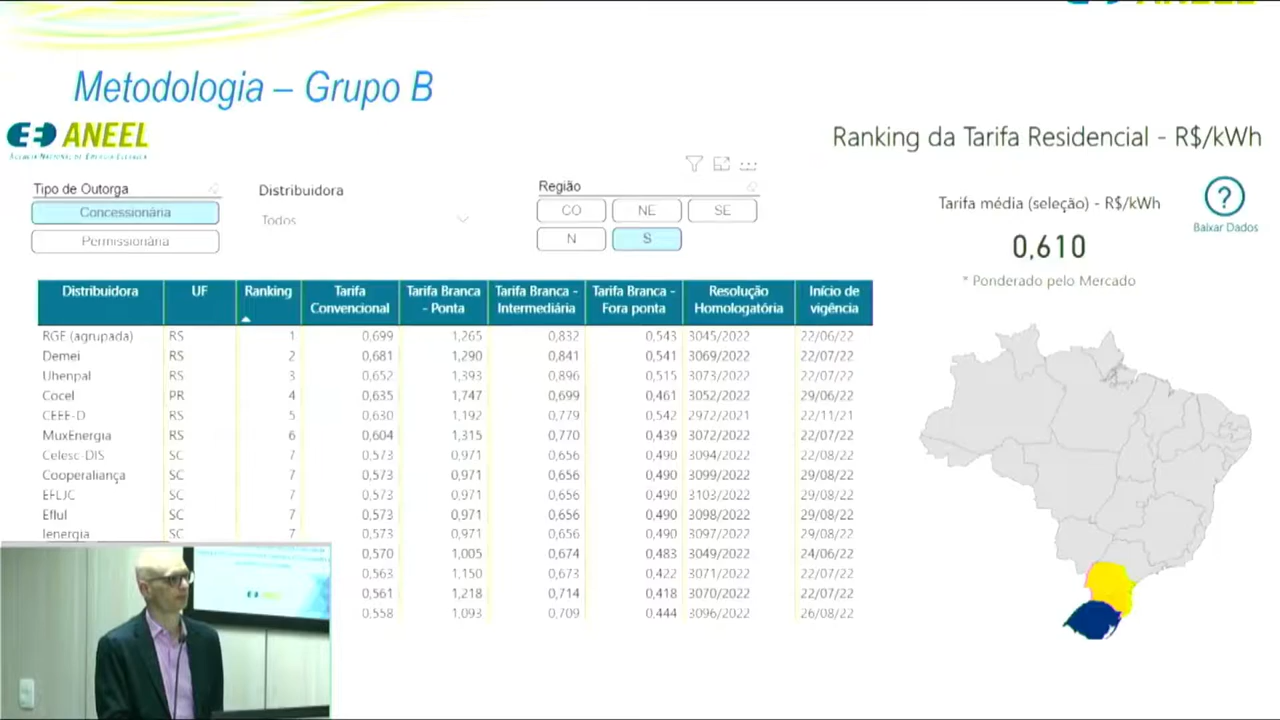 ANEEL
Metodologia – Grupo B
ANEEL
AGÊNCIA NACIONAL DE ENERGIA ELÉTRICA
Ranking da Tarifa Residencial - R$/kWh
Tipo de Outorga
Concessionária
Permissionária
Distribuidora
Todos
Região
CO NE SE
N S
Tarifa média (seleção) - R$/kWh
0,610
* Ponderado pelo Mercado
?
Baixar Dados
Distribuidora UF Ranking Tarifa Convencional Tarifa Branca - Ponta Tarifa Branca - Intermediária Tarifa Branca - Fora ponta Resolução Homologatória Início de vigência
RGE (agrupada) RS 1 0,699 1,265 0,832 0,543 3045/2022 22/06/22
Demei RS 2 0,681 1,290 0,841 0,541 3069/2022 22/07/22
Uhenpal RS 3 0,652 1,393 0,896 0,515 3073/2022 22/07/22
Cocel PR 4 0,635 1,747 0,699 0,461 3052/2022 29/06/22
CEEE-D RS 5 0,630 1,192 0,779 0,542 2972/2021 22/11/21
MuxEnergia RS 6 0,604 1,315 0,770 0,439 3072/2022 22/07/22
Celesc-DIS SC 7 0,573 0,971 0,656 0,490 3094/2022 22/08/22
Cooperaliança SC 7 0,573 0,971 0,656 0,490 3099/2022 29/08/22
EFLJC SC 7 0,573 0,971 0,656 0,490 3103/2022 29/08/22
Eflul SC 7 0,573 0,971 0,656 0,490 3098/2022 29/08/22
Ienergia SC 7 0,573 0,971 0,656 0,490 3097/2022 29/08/22
0,570 1,005 0,674 0,483 3049/2022 24/06/22
0,563 1,150 0,673 0,422 3071/2022 22/07/22
0,561 1,218 0,714 0,418 3070/2022 22/07/22
0,558 1,093 0,709 0,444 3096/2022 26/08/22